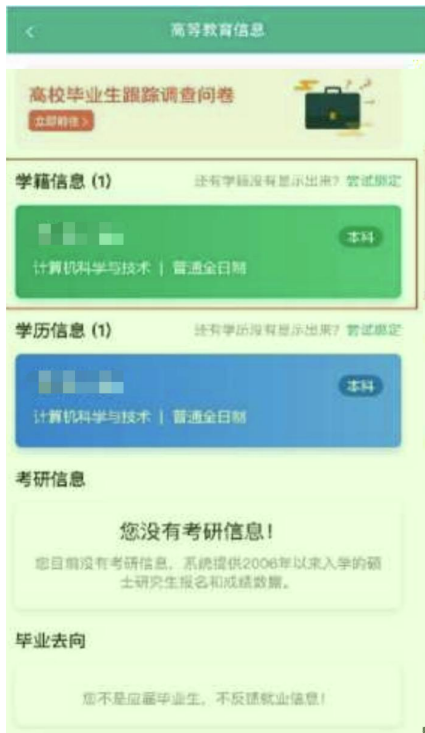 高等教育信息
高校毕业生跟踪调查问卷
立即前往>
学籍信息 (1) 还有学籍没有显示出来? 尝试绑定
本科
计算机科学与技术 | 普通全日制
学历信息 (1) 还有学历没有显示出来? 尝试绑定
本科
计算机科学与技术 | 普通全日制
考研信息
您没有考研信息!
您目前没有考研信息, 系统提供2006年以来入学的硕
士研究生报名和成绩数据。
毕业去向
您不是应届毕业生, 不反馈就业信息!